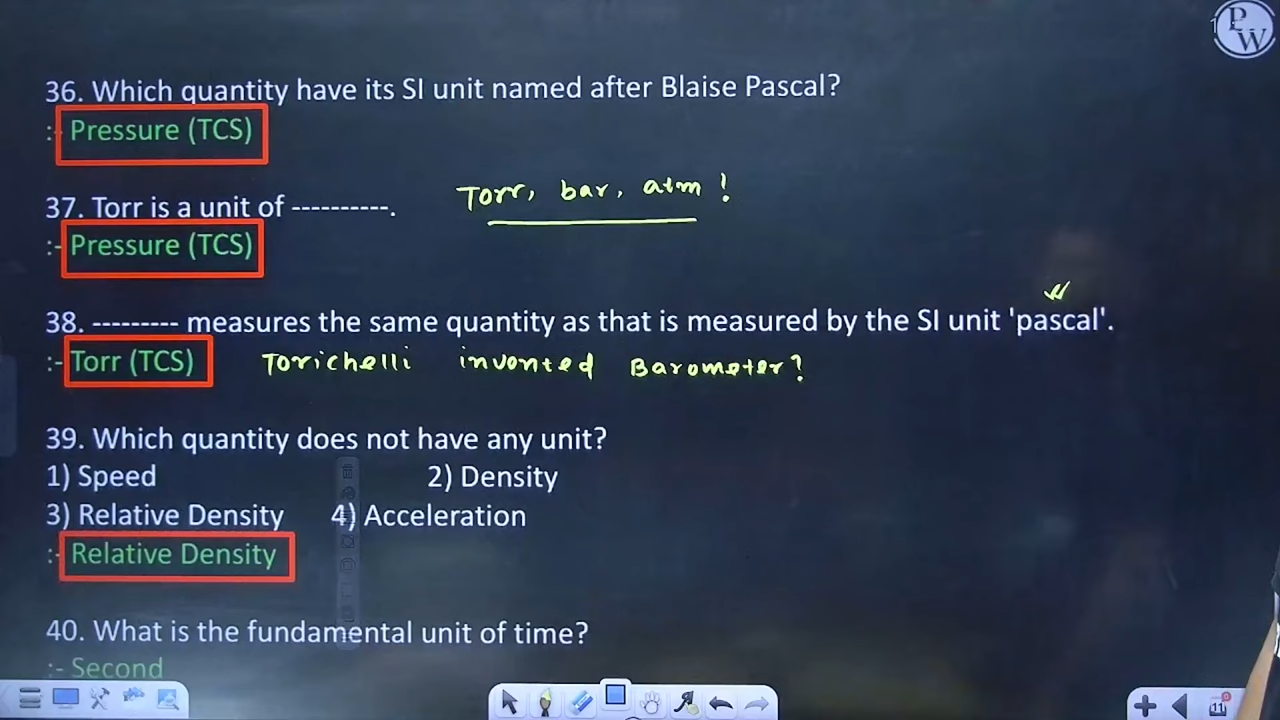 P
W
36. Which quantity have its SI unit named after Blaise Pascal?
:- Pressure (TCS)
Torr, bar, atm !
37. Torr is a unit of ----------.
:- Pressure (TCS)
38. --------- measures the same quantity as that is measured by the SI unit 'pascal'.
:- Torr (TCS) Torichelli invented Barometer?
39. Which quantity does not have any unit?
1) Speed 2) Density
3) Relative Density 4) Acceleration
:- Relative Density
40. What is the fundamental unit of time?
:- Second
11